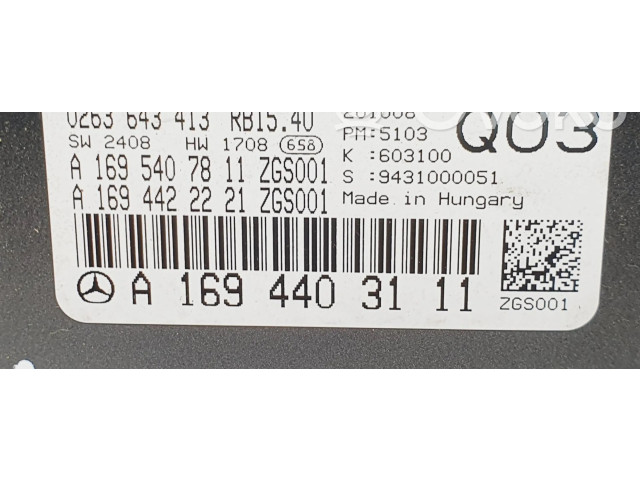 0263 643 413 RB15.40
SW 2408 HW 1708 658
A 169 540 78 11 ZGS001
A 169 442 22 21 ZGS001
PM:5103
K :603100
S :9431000051
Made in Hungary
Q03
A 169 440 31 11
ZGS001